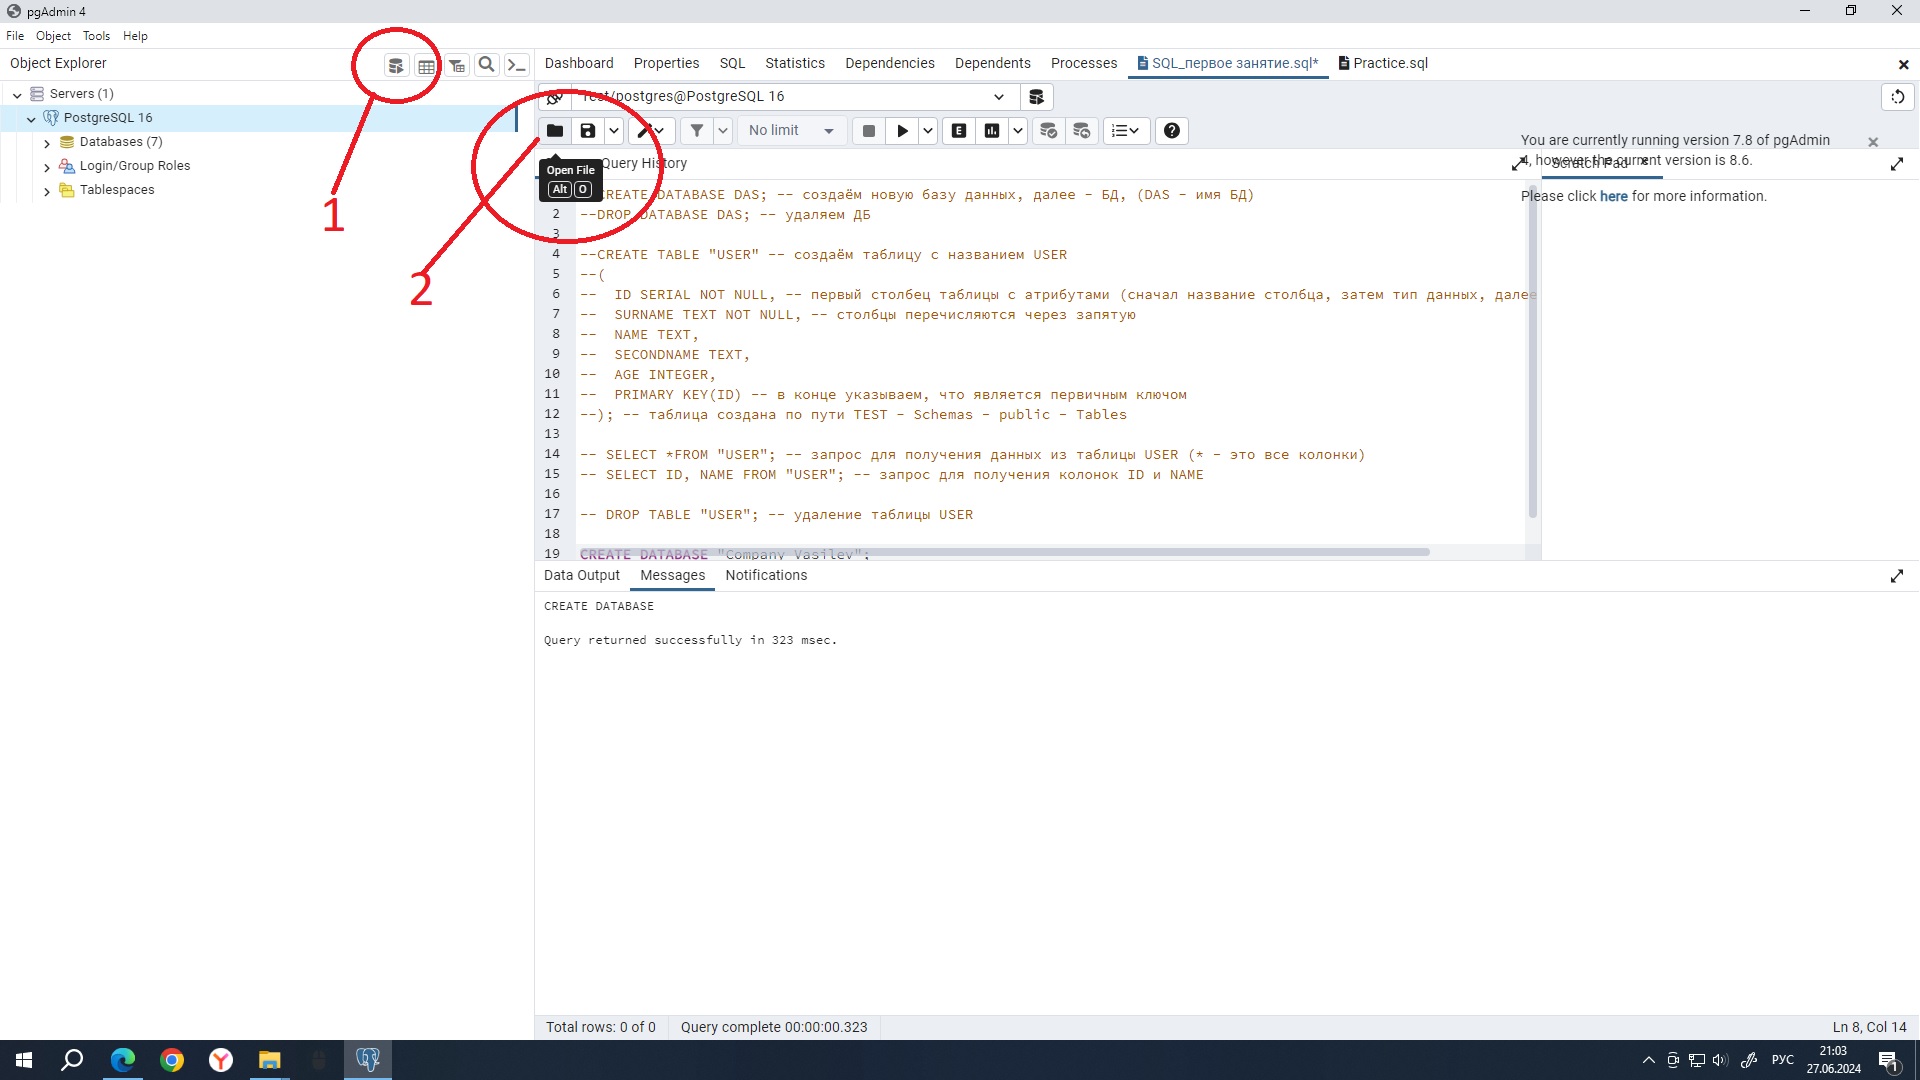 pgAdmin 4
File Object Tools Help
Object Explorer
Servers (1)
PostgreSQL 16
Databases (7)
Login/Group Roles
Tablespaces
1
2
Dashboard Properties SQL Statistics Dependencies Dependents Processes SQL_первое занятие.sql* Practice.sql
/postgres@PostgreSQL 16
No limit
You are currently running version 7.8 of pgAdmin
4, however the current version is 8.6.
Please click here for more information.
Open File
Alt O
Query History
Scratch Pad
CREATE DATABASE DAS; -- создаём новую базу данных, далее - БД, (DAS - имя БД)
2 --DROP DATABASE DAS; -- удаляем ДБ
3
4 --CREATE TABLE "USER" -- создаём таблицу с названием USER
5 --(
6 -- ID SERIAL NOT NULL, -- первый столбец таблицы с атрибутами (сначал название столбца, затем тип данных, далее
7 -- SURNAME TEXT NOT NULL, -- столбцы перечисляются через запятую
8 -- NAME TEXT,
9 -- SECONDNAME TEXT,
10 -- AGE INTEGER,
11 -- PRIMARY KEY(ID) -- в конце указываем, что является первичным ключом
12 --); -- таблица создана по пути TEST - Schemas - public - Tables
13
14 -- SELECT *FROM "USER"; -- запрос для получения данных из таблицы USER (* - это все колонки)
15 -- SELECT ID, NAME FROM "USER"; -- запрос для получения колонок ID и NAME
16
17 -- DROP TABLE "USER"; -- удаление таблицы USER
18
19 CREATE DATABASE "Company Vasilev";
Data Output Messages Notifications
CREATE DATABASE
Query returned successfully in 323 msec.
Total rows: 0 of 0 Query complete 00:00:00.323 Ln 8, Col 14
РУС
21:03
27.06.2024
1